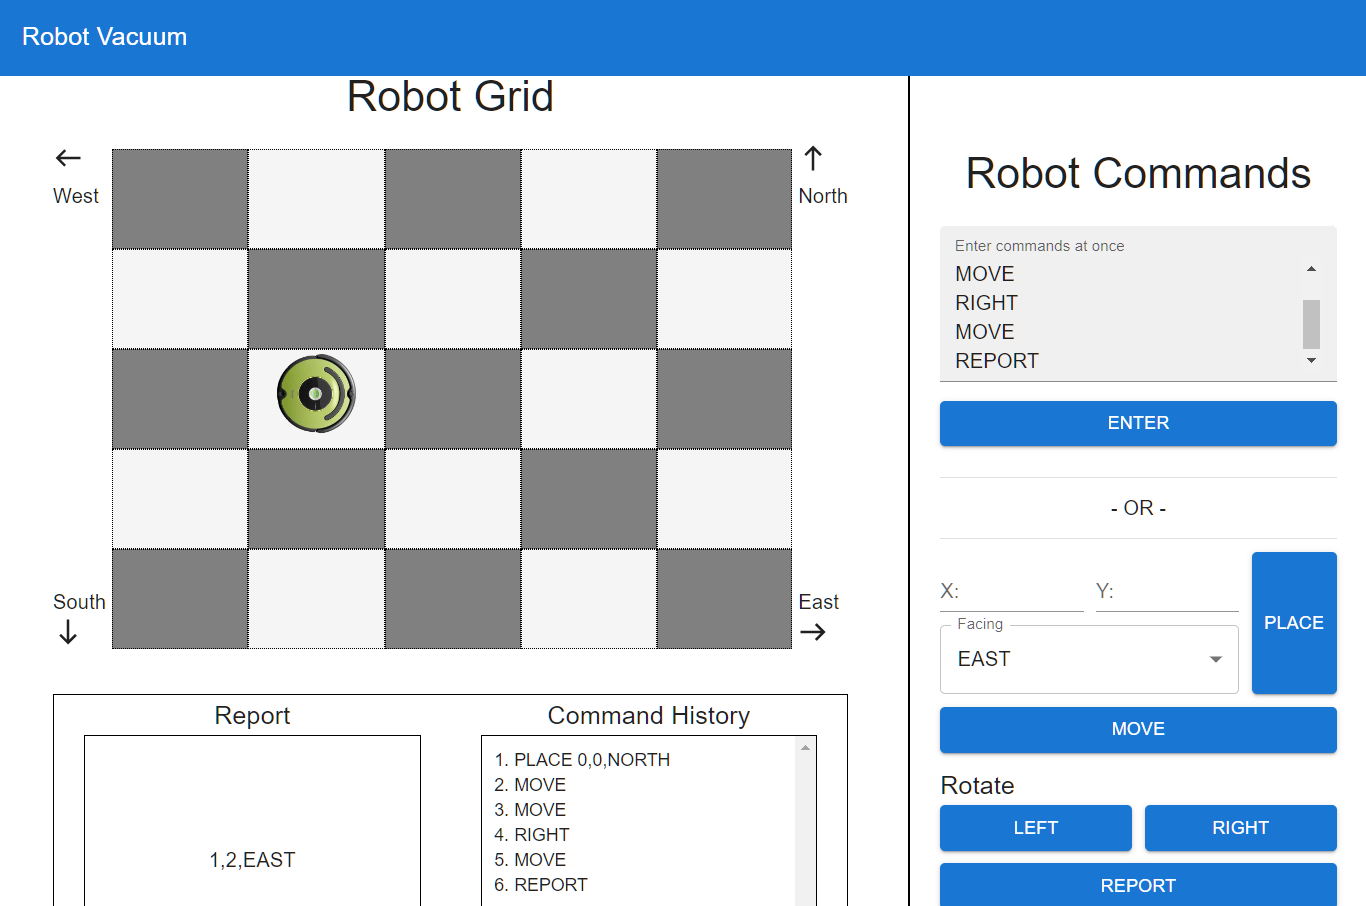 Robot Vacuum
Robot Grid
West
North
South
East
Report
1,2,EAST
Command History
1. PLACE 0,0,NORTH
2. MOVE
3. MOVE
4. RIGHT
5. MOVE
6. REPORT
Robot Commands
Enter commands at once
MOVE
RIGHT
MOVE
REPORT
ENTER
- OR -
X:
Y:
Facing
EAST
PLACE
MOVE
Rotate
LEFT
RIGHT
REPORT